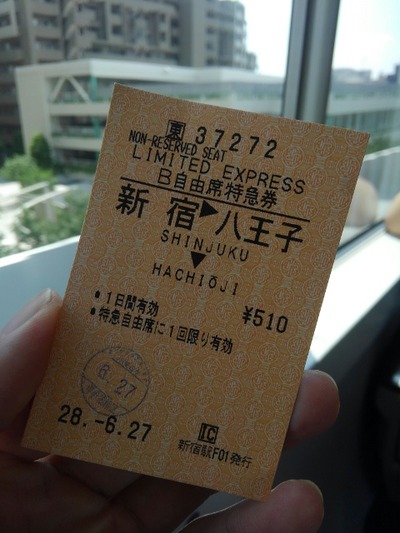 東 37272
NON-RESERVED SEAT
LIMITED EXPRESS
B自由席特急券
新宿▶八王子
SHINJUKU
▼
HACHIŌJI
・1日間有効 ¥510
・特急自由席に1回限り有効
6.27
28.-6.27
IC
新宿駅F01発行